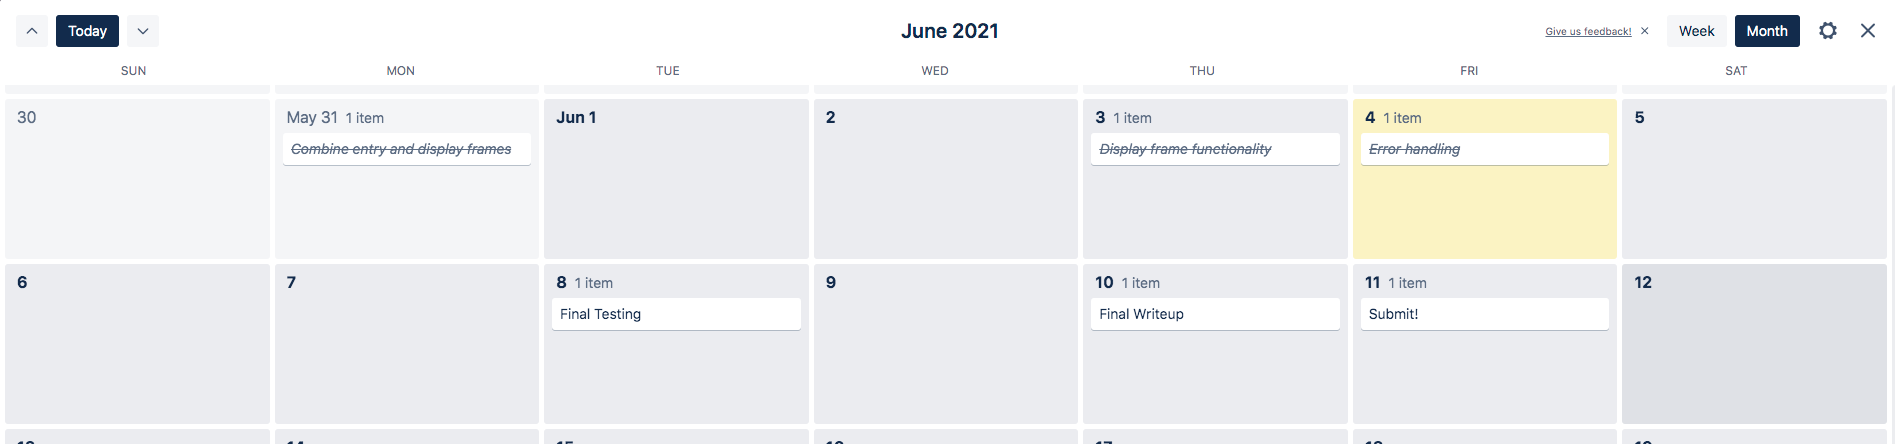 Today
June 2021
Give us feedback! ×
Week
Month
SUN MON TUE WED THU FRI SAT
30
May 31 1 item
Combine entry and display frames
Jun 1
2
3 1 item
Display frame functionality
4 1 item
Error handling
5
6
7
8 1 item
Final Testing
9
10 1 item
Final Writeup
11 1 item
Submit!
12